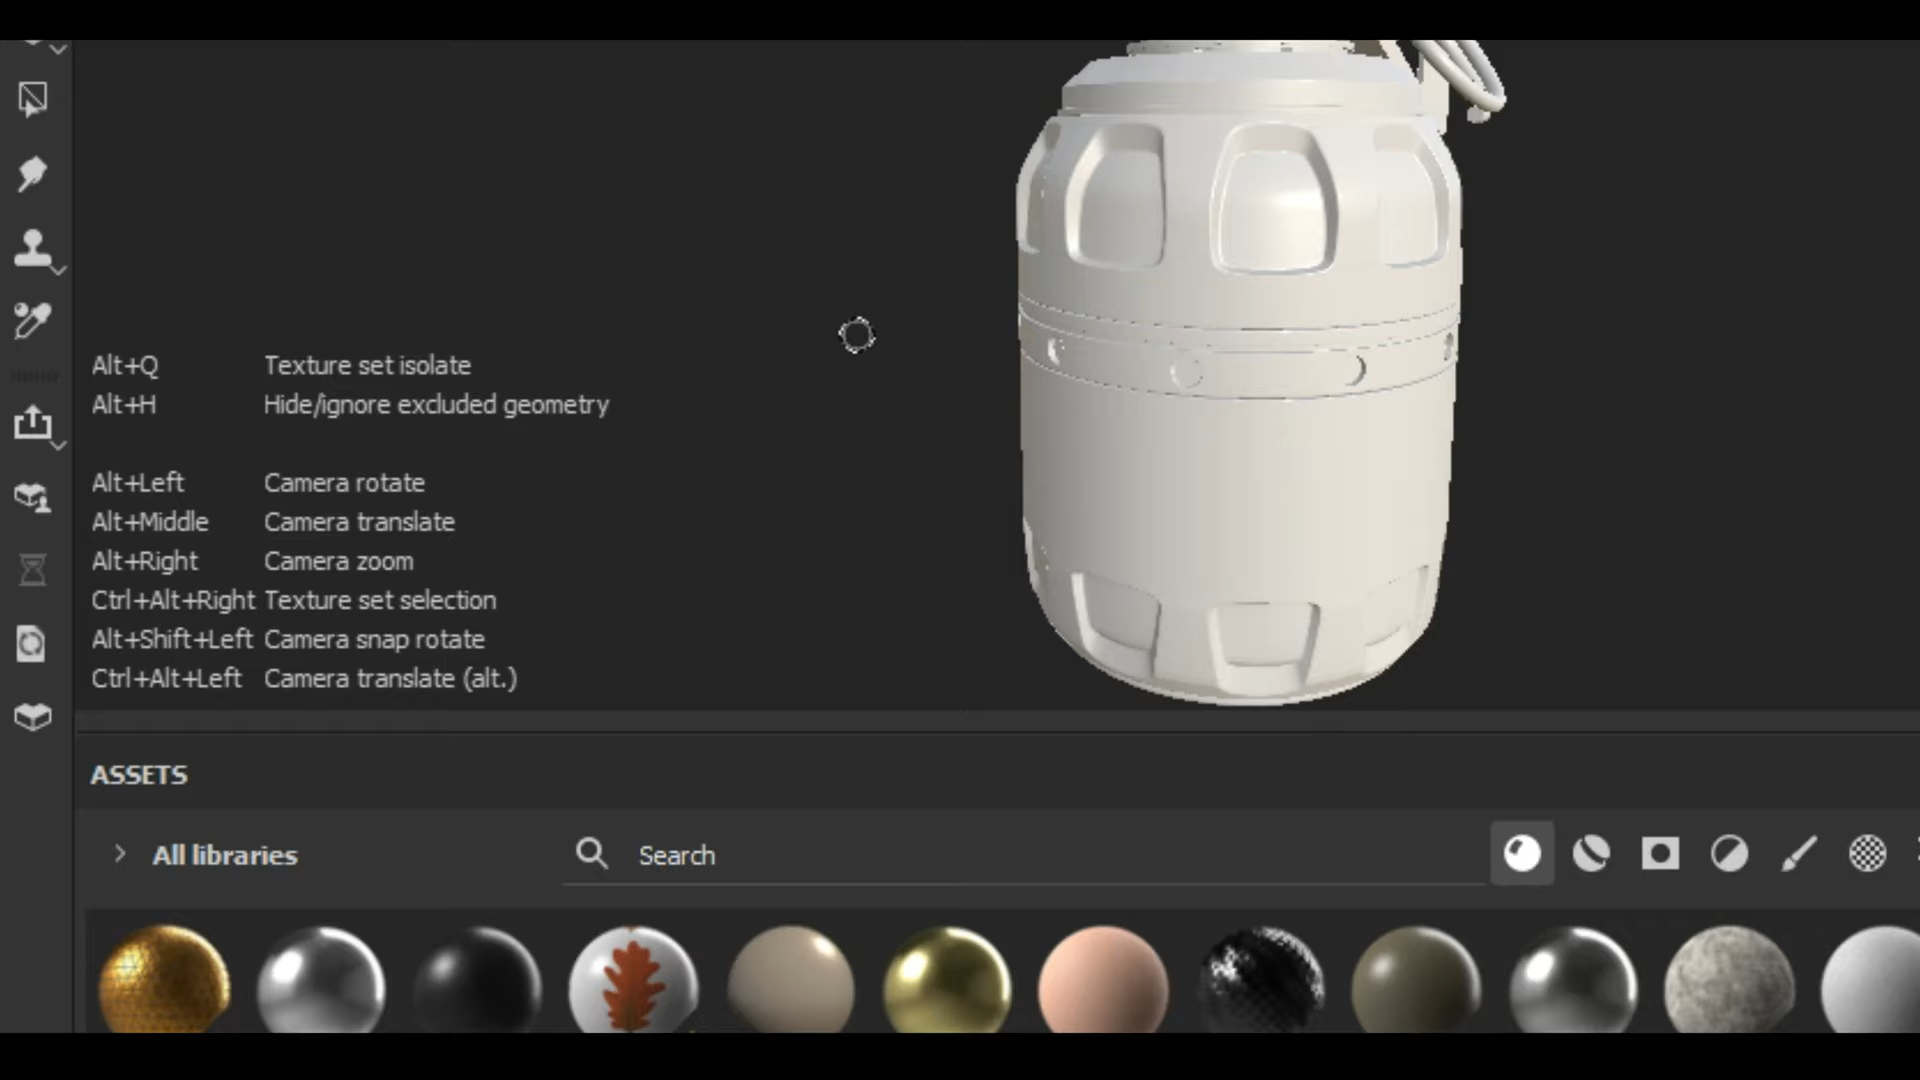 Alt+Q Texture set isolate
Alt+H Hide/ignore excluded geometry
Alt+Left Camera rotate
Alt+Middle Camera translate
Alt+Right Camera zoom
Ctrl+Alt+Right Texture set selection
Alt+Shift+Left Camera snap rotate
Ctrl+Alt+Left Camera translate (alt.)
ASSETS
All libraries
Search